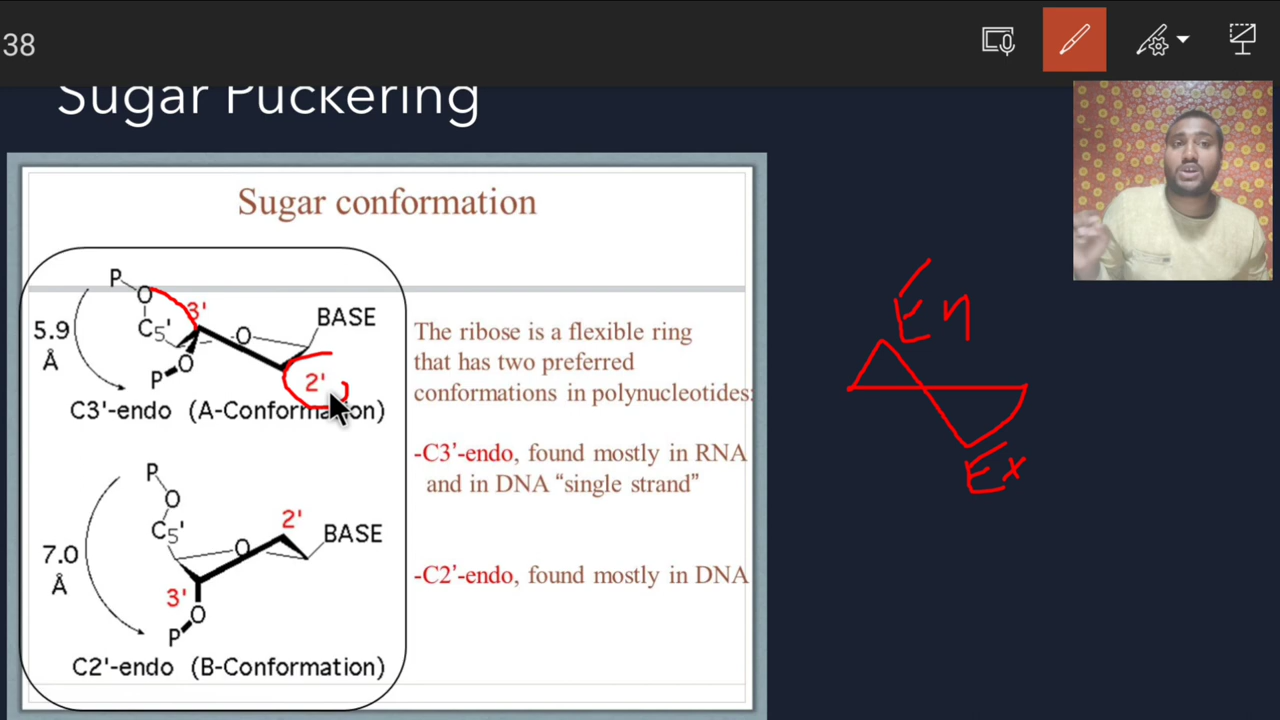 38
Sugar Puckering
Sugar conformation
P
O
3'
BASE
5.9
Å
C5'
O
O
P
2'
C3'-endo (A-Conformation)
The ribose is a flexible ring
that has two preferred
conformations in polynucleotides:
-C3’-endo, found mostly in RNA
and in DNA “single strand”
-C2’-endo, found mostly in DNA
P
O
2'
C5'
BASE
7.0
Å
O
3'
O
P
C2'-endo (B-Conformation)
En
Ex